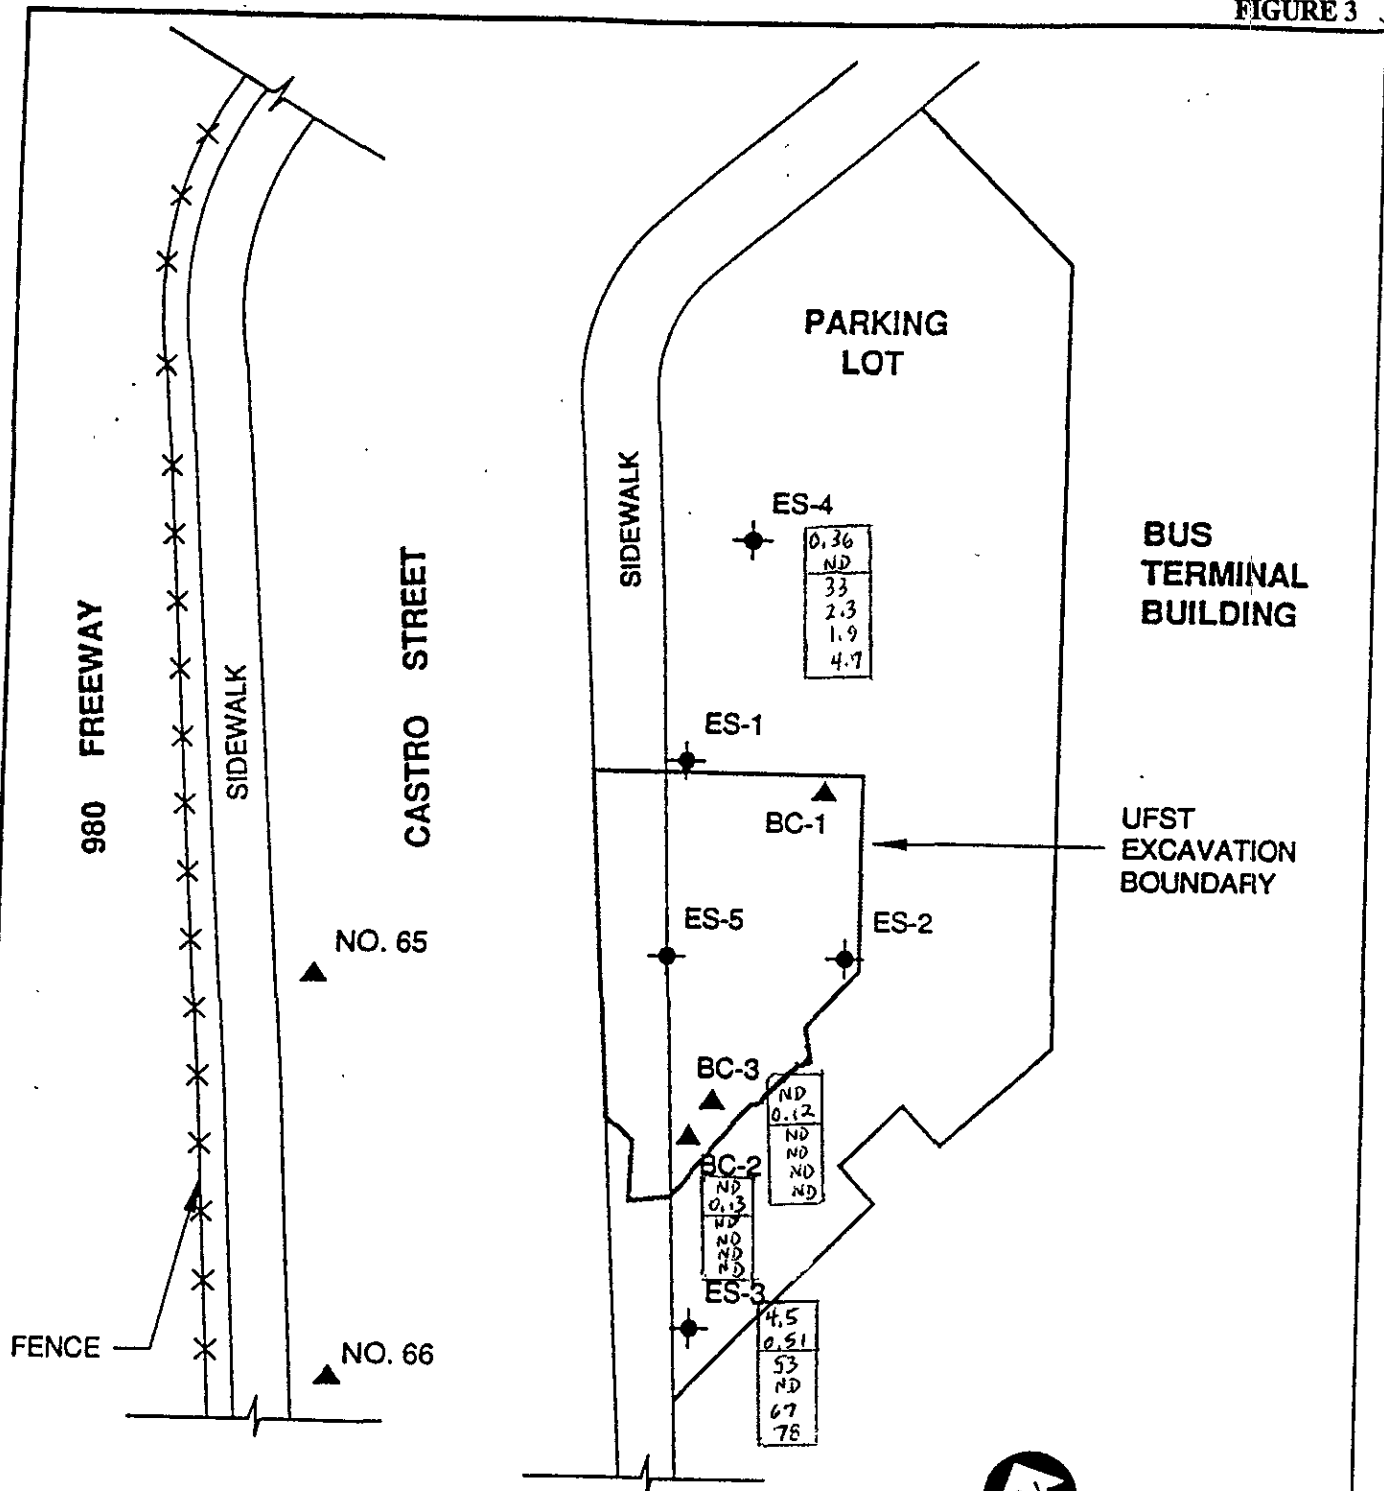 FIGURE 3
PARKING
LOT
SIDEWALK
ES-4
0.36
ND
33
2.3
1.9
4.7
BUS
TERMINAL
BUILDING
980 FREEWAY
SIDEWALK
CASTRO STREET
ES-1
BC-1
UFST
EXCAVATION
BOUNDARY
ES-5
ES-2
NO. 65
BC-3
ND
0.12
ND
ND
ND
ND
BC-2
ND
0.13
ND
ND
ND
ND
ES-3
4.5
0.51
53
ND
67
78
FENCE
NO. 66